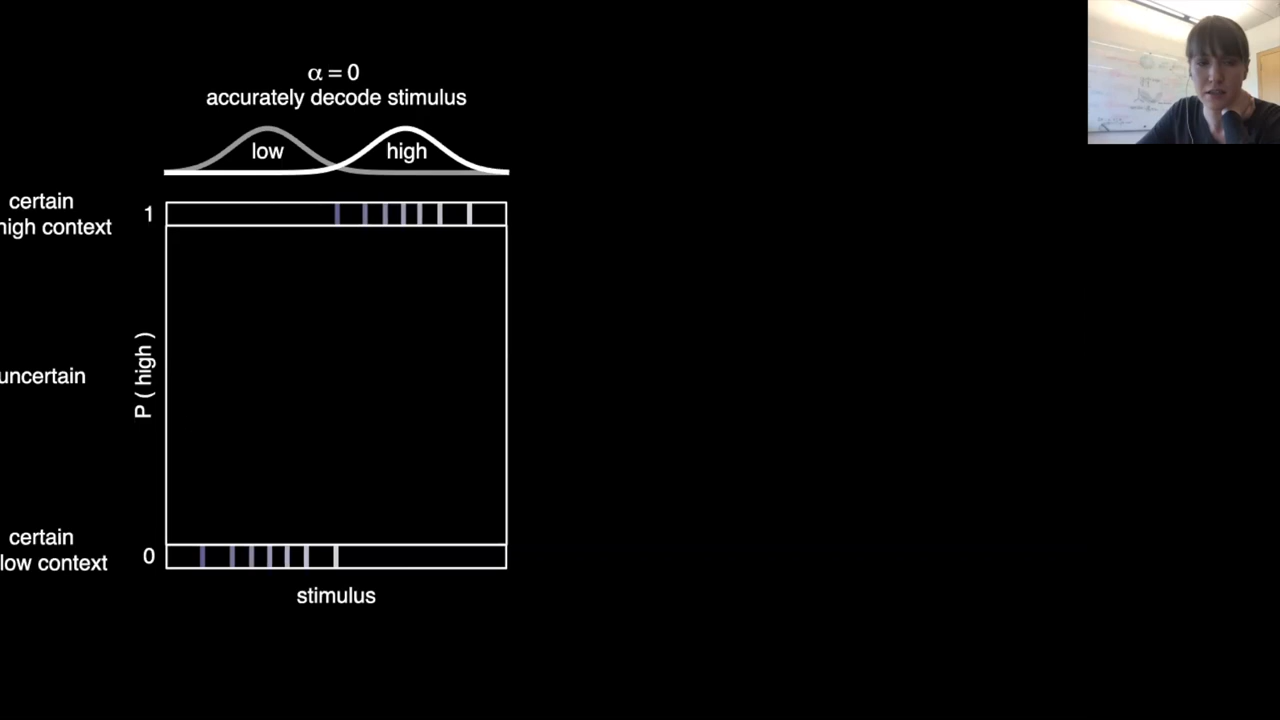 α = 0
accurately decode stimulus
low
high
certain
high context
1
P ( high )
uncertain
certain
low context
0
stimulus